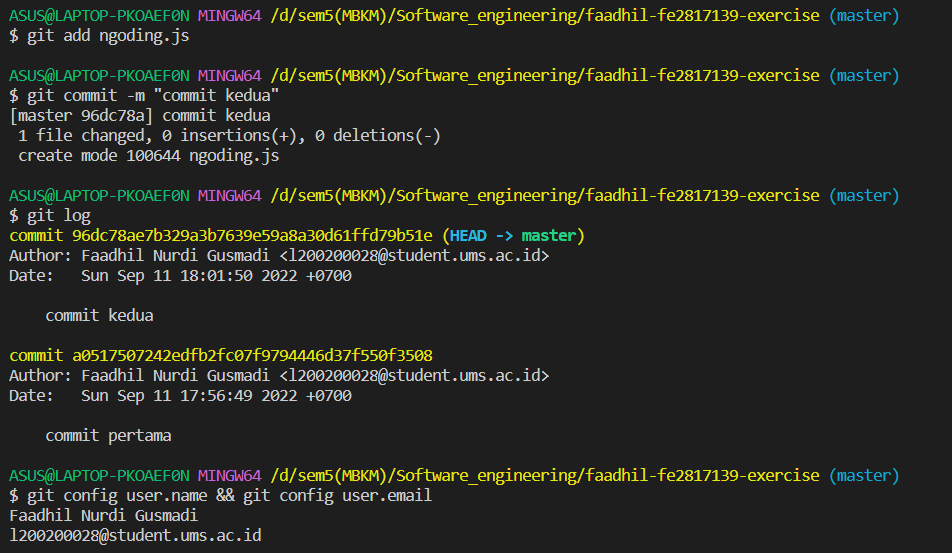 ASUS@LAPTOP-PKOAEF0N MINGW64 /d/sem5(MBKM)/Software_engineering/faadhil-fe2817139-exercise (master)
$ git add ngoding.js
ASUS@LAPTOP-PKOAEF0N MINGW64 /d/sem5(MBKM)/Software_engineering/faadhil-fe2817139-exercise (master)
$ git commit -m "commit kedua"
[master 96dc78a] commit kedua
 1 file changed, 0 insertions(+), 0 deletions(-)
 create mode 100644 ngoding.js
ASUS@LAPTOP-PKOAEF0N MINGW64 /d/sem5(MBKM)/Software_engineering/faadhil-fe2817139-exercise (master)
$ git log
commit 96dc78ae7b329a3b7639e59a8a30d61ffd79b51e (HEAD -> master)
Author: Faadhil Nurdi Gusmadi <l200200028@student.ums.ac.id>
Date:   Sun Sep 11 18:01:50 2022 +0700
    commit kedua
commit a0517507242edfb2fc07f9794446d37f550f3508
Author: Faadhil Nurdi Gusmadi <l200200028@student.ums.ac.id>
Date:   Sun Sep 11 17:56:49 2022 +0700
    commit pertama
ASUS@LAPTOP-PKOAEF0N MINGW64 /d/sem5(MBKM)/Software_engineering/faadhil-fe2817139-exercise (master)
$ git config user.name && git config user.email
Faadhil Nurdi Gusmadi
l200200028@student.ums.ac.id